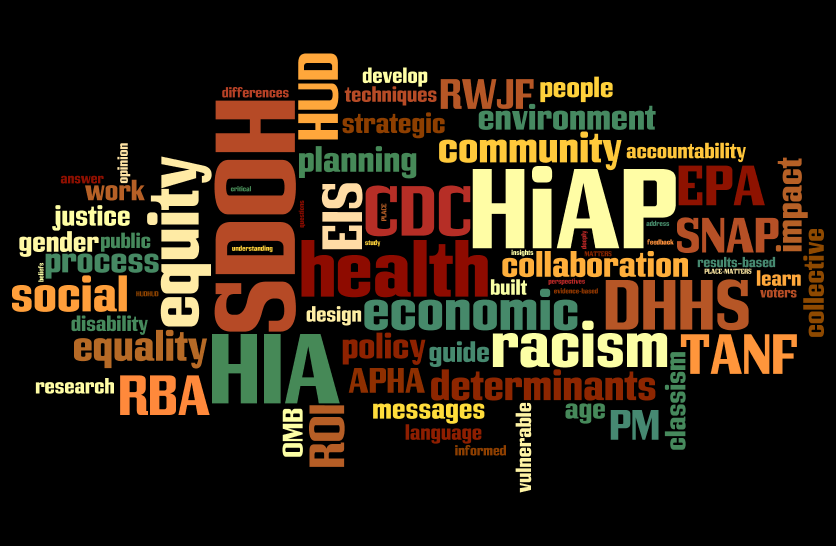 differences
HUD
develop
techniques
RWJF
people
strategic
environment
planning
community
accountability
opinion
answer
work
justice
gender
public
beliefs
process
social
equity
SDOH
critical
understanding
questions
EIS
CDC
PLACE
study
HiAP
EPA
address
impact
SNAP
feedback
deeply
MATTERS
insights
results-based
PLACE-MATTERS
collaboration
perspectives
learn
voters
collective
health
built
evidence-based
DHHS
disability
design
economic
equality
HIA
policy
guide
racism
TANF
research
RBA
APHA
determinants
classism
OMB
ROI
messages
age
PM
language
vulnerable
informed